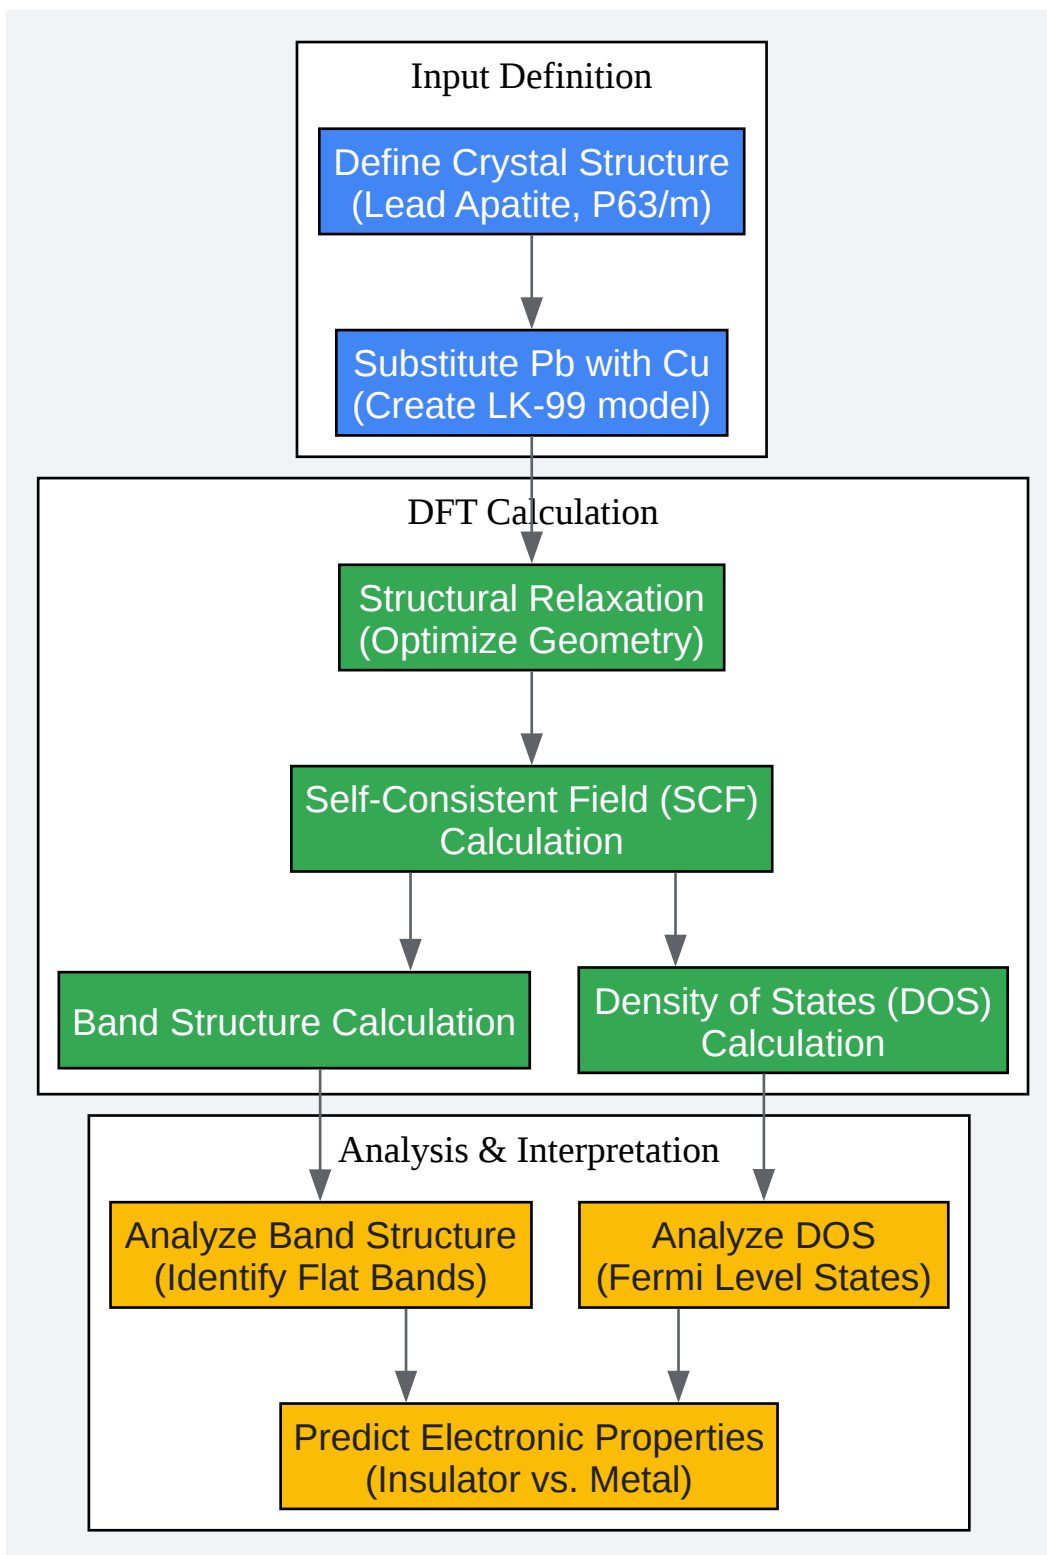 Input Definition
Define Crystal Structure
(Lead Apatite, P63/m)
Substitute Pb with Cu
(Create LK-99 model)
DFT Calculation
Structural Relaxation
(Optimize Geometry)
Self-Consistent Field (SCF)
Calculation
Band Structure Calculation
Density of States (DOS)
Calculation
Analysis & Interpretation
Analyze Band Structure
(Identify Flat Bands)
Analyze DOS
(Fermi Level States)
Predict Electronic Properties
(Insulator vs. Metal)